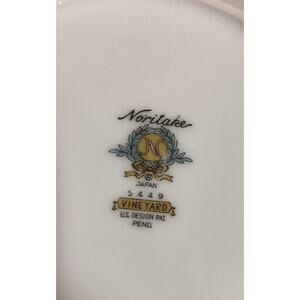 Noritake
N
©
JAPAN
5449
VINEYARD
U.S. DESIGN PAT.
PEND.